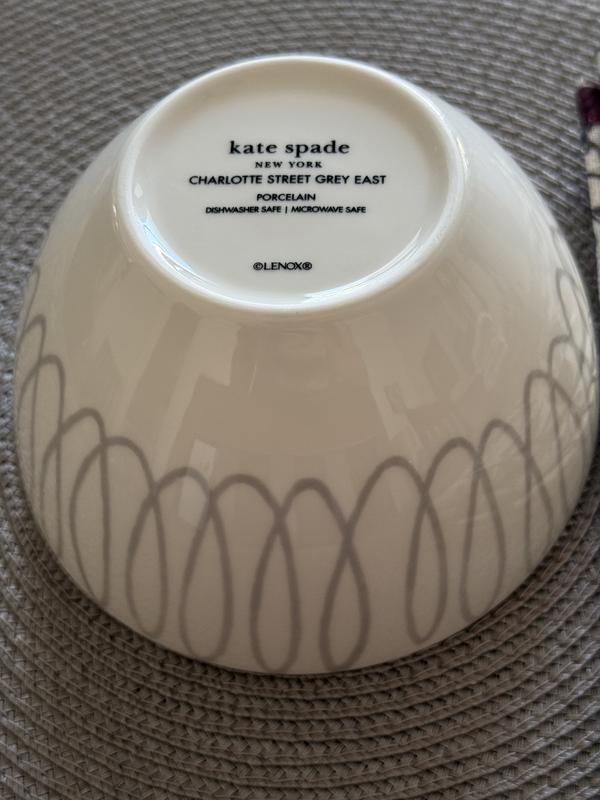 kate spade
NEW YORK
CHARLOTTE STREET GREY EAST
PORCELAIN
DISHWASHER SAFE | MICROWAVE SAFE
©LENOX®